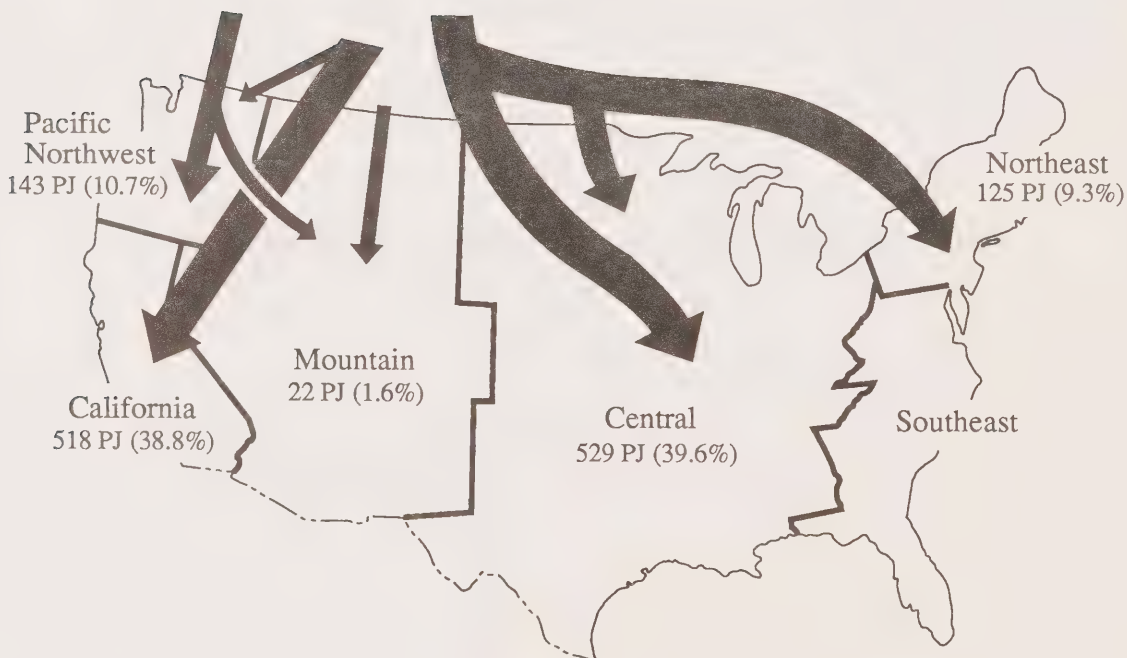 Pacific
Northwest
143 PJ (10.7%)
Northeast
125 PJ (9.3%)
Mountain
22 PJ (1.6%)
California
518 PJ (38.8%)
Central
529 PJ (39.6%)
Southeast